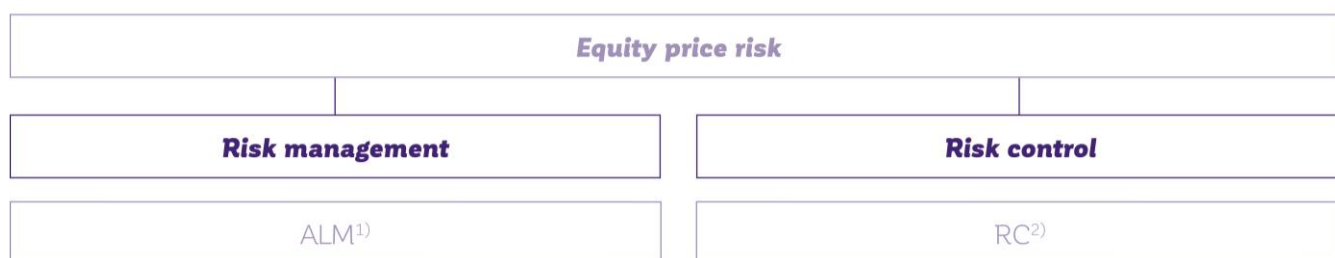 Equity price risk
Risk management
Risk control
ALM1)
RC2)